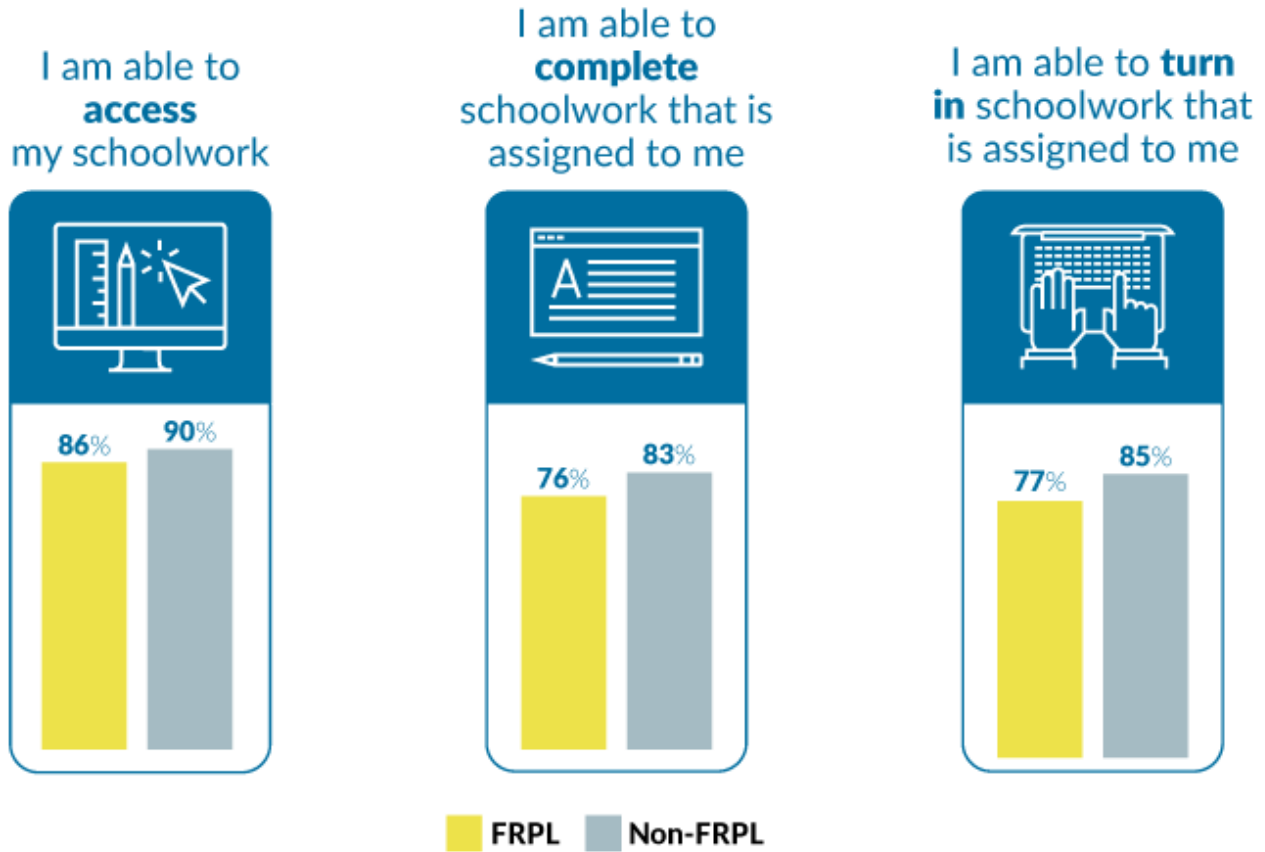 I am able to
access
my schoolwork
86%
90%
I am able to
complete
schoolwork that is
assigned to me
A
76%
83%
I am able to turn
in schoolwork that
is assigned to me
77%
85%
FRPL
Non-FRPL